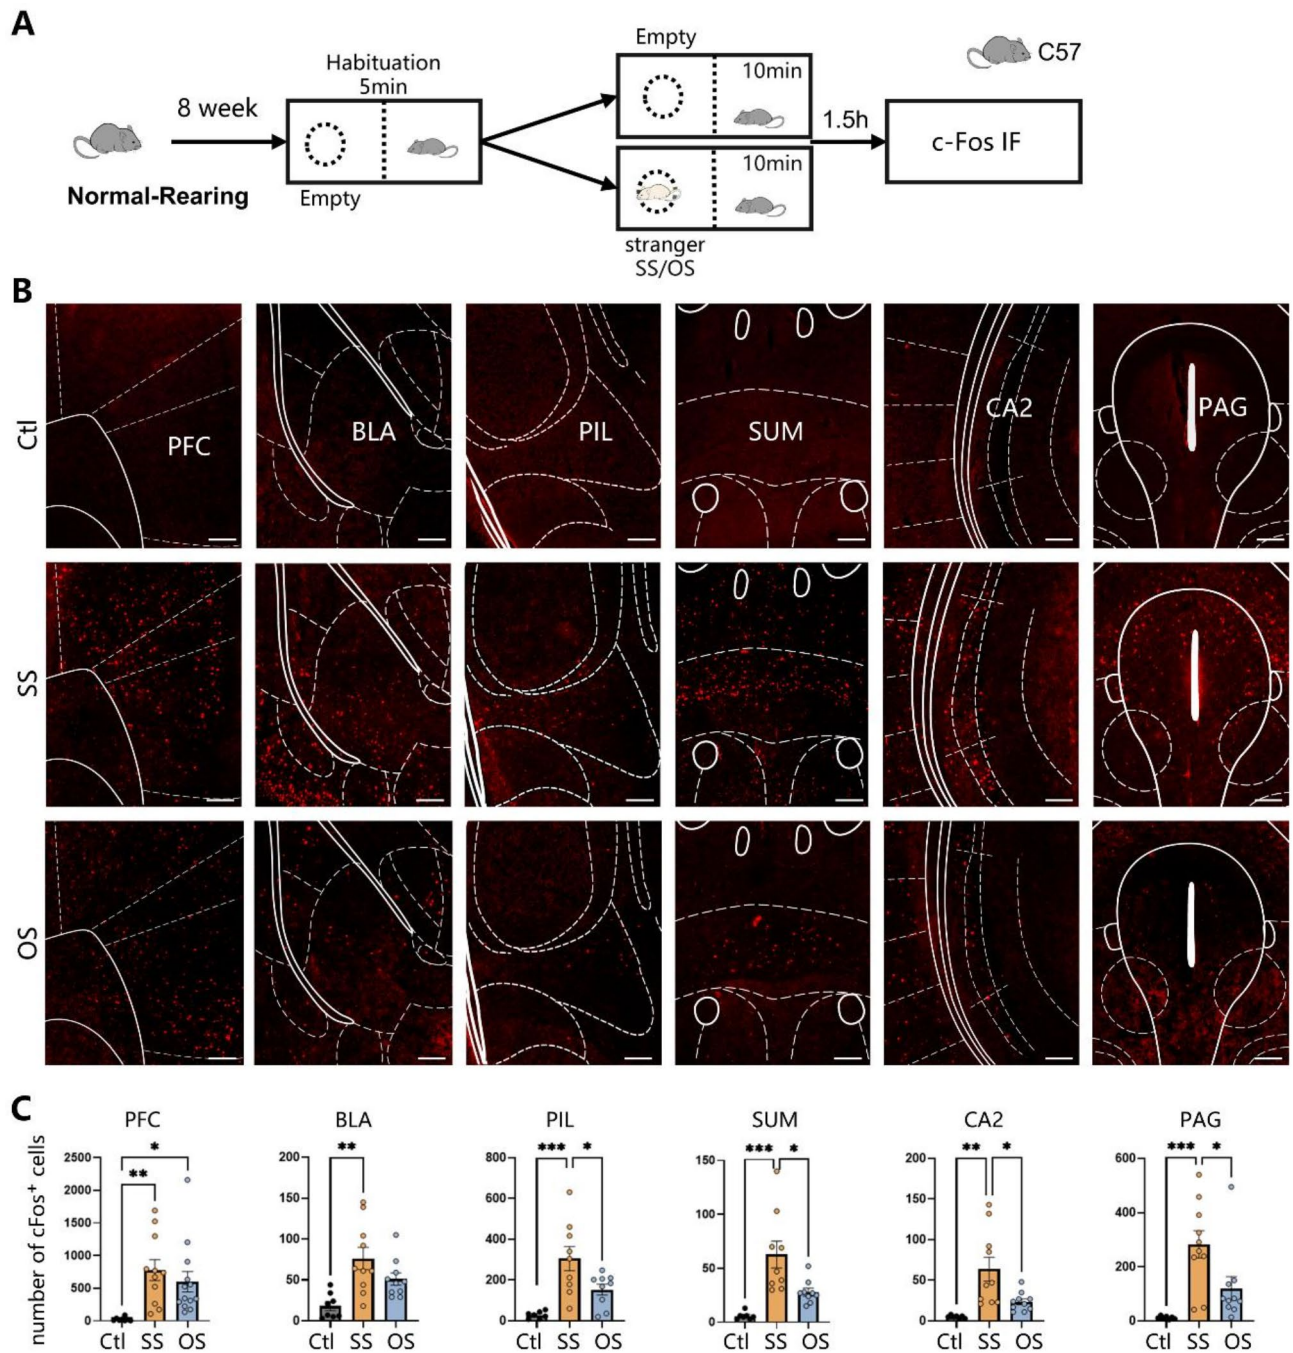 A
Habituation
5min
Empty
C57
10min
8 week
1.5h
c-Fos IF
Normal-Rearing
Empty
10min
stranger
SS/OS
B
Ctl
PFC
BLA
PIL
SUM
CA2
PAG
SS
OS
C
number of cFos⁺ cells
PFC
** *
2500
2000
1500
1000
500
0
Ctl SS OS
BLA
**
200
150
100
50
0
Ctl SS OS
PIL
*** *
800
600
400
200
0
Ctl SS OS
SUM
*** *
150
100
50
0
Ctl SS OS
CA2
** *
200
150
100
50
0
Ctl SS OS
PAG
*** *
600
400
200
0
Ctl SS OS